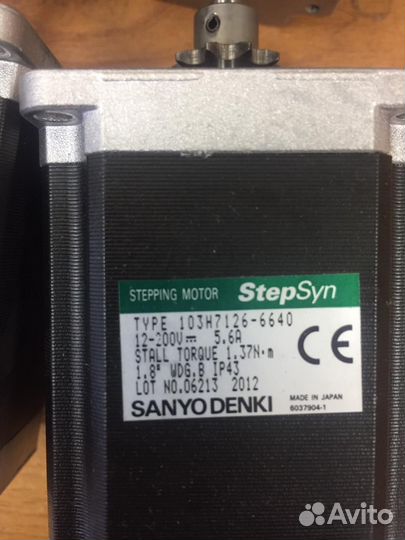 STEPPING MOTOR StepSyn
TYPE 103H7126-6640
12-200V⎓ 5.6A
STALL TORQUE 1.37N·m
1.8° WDG.B IP43
LOT NO.06213 2012
CE
SANYO DENKI
MADE IN JAPAN
6037904-1
Avito